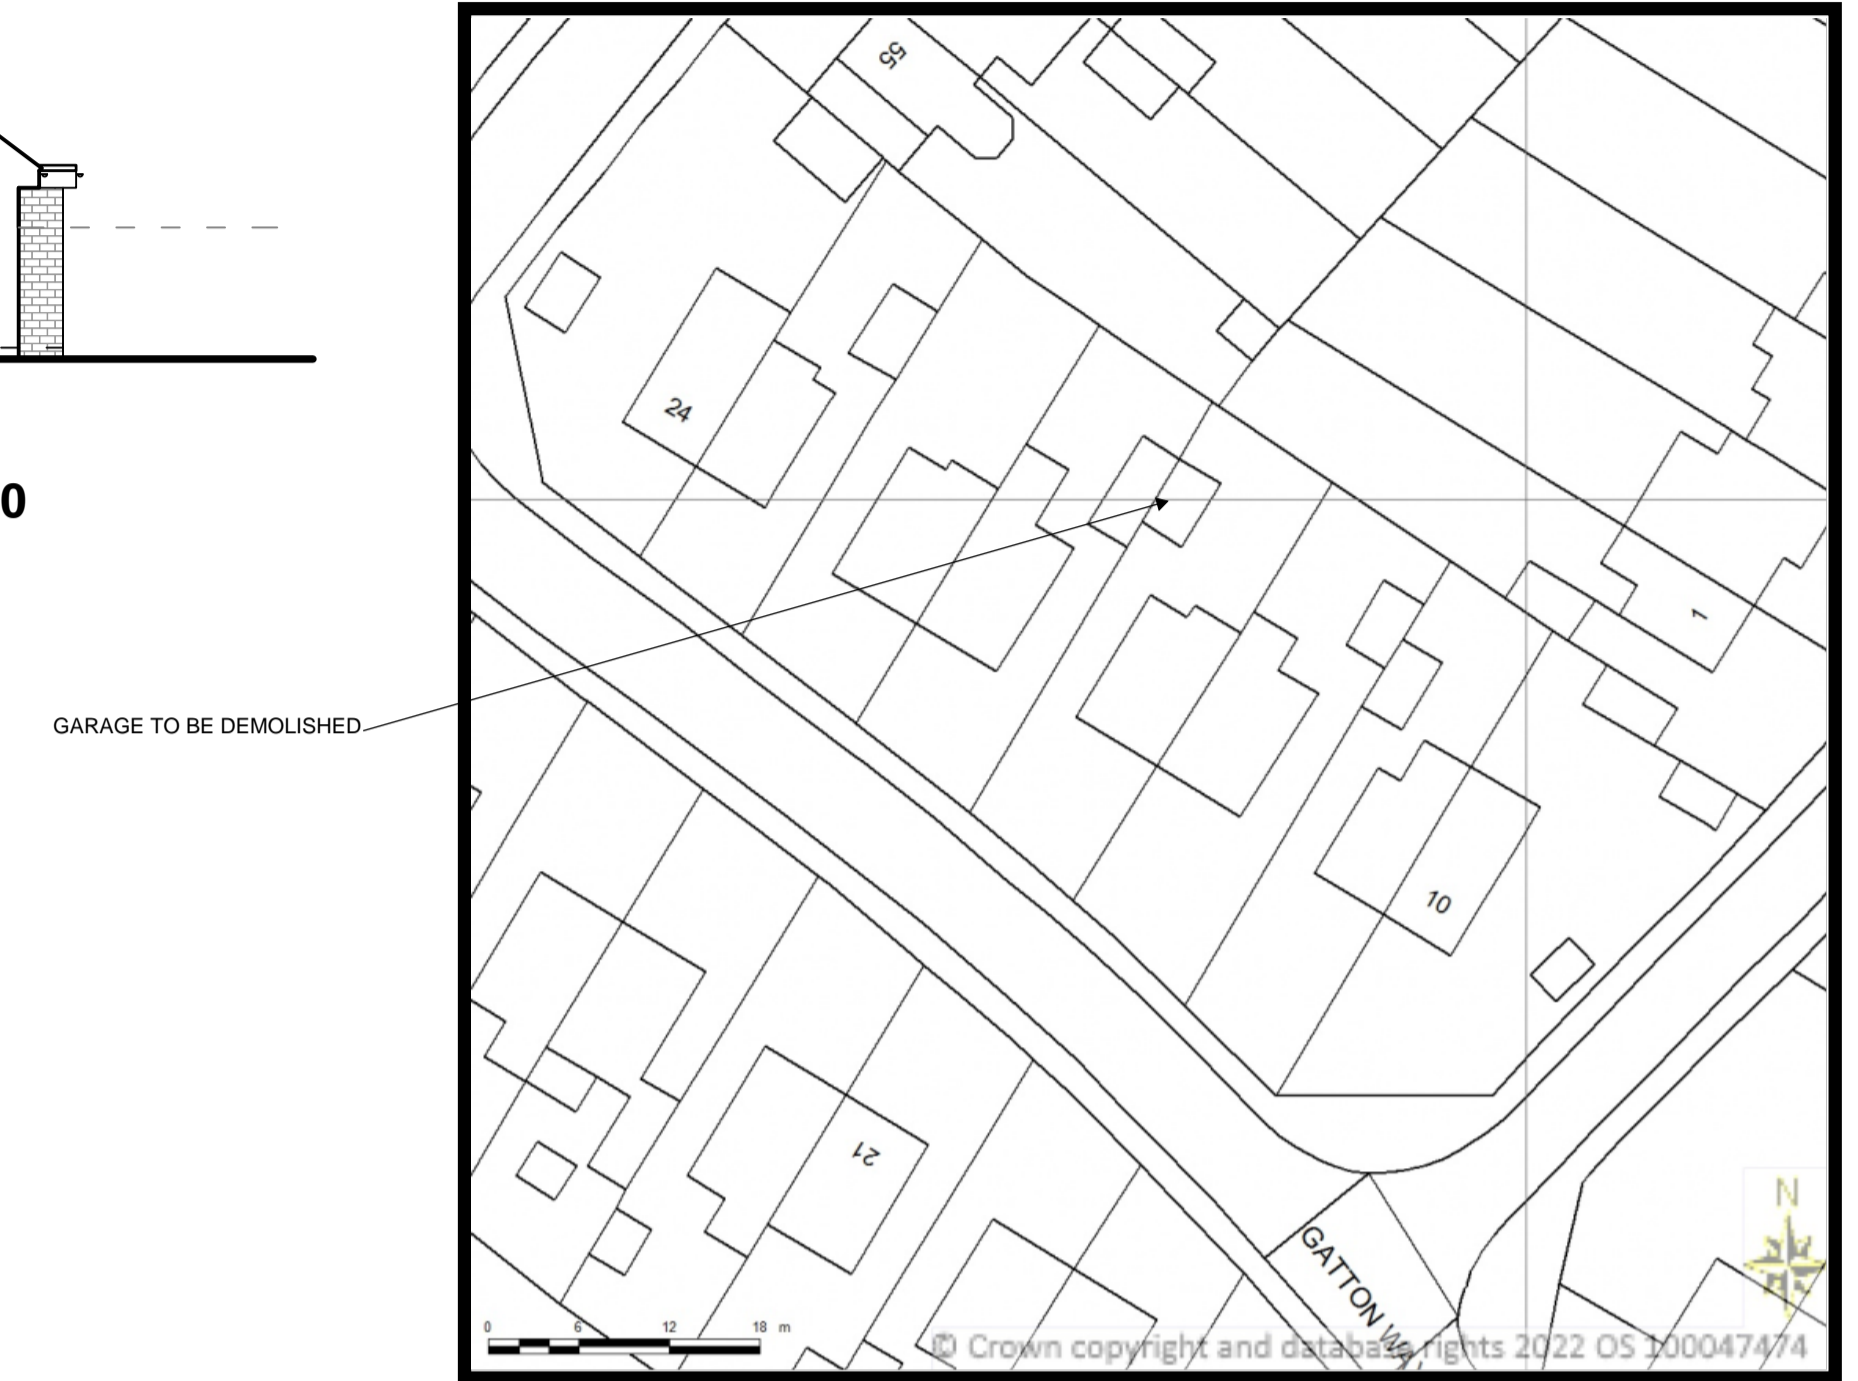 55
24
0
1
GARAGE TO BE DEMOLISHED
10
21
N
GATTON WAY
0 6 12 18 m
© Crown copyright and database rights 2022 OS 100047474